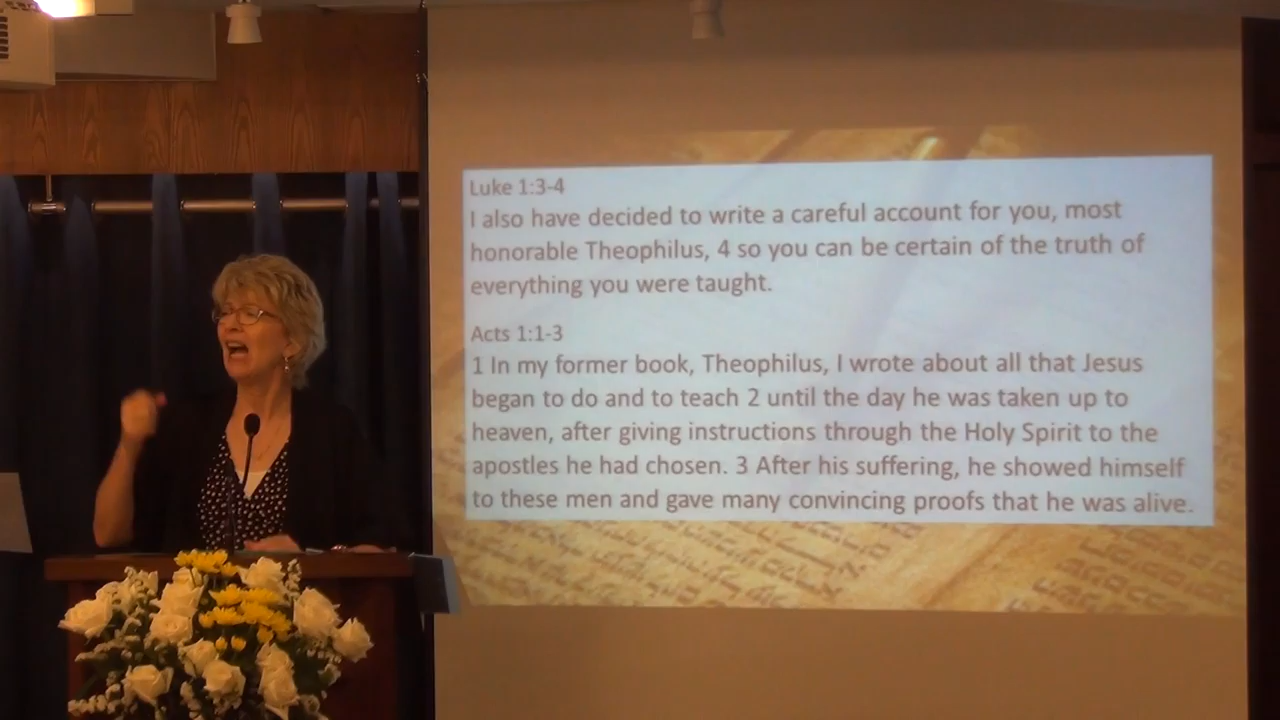 Luke 1:3-4
I also have decided to write a careful account for you, most
honorable Theophilus, 4 so you can be certain of the truth of
everything you were taught.
Acts 1:1-3
1 In my former book, Theophilus, I wrote about all that Jesus
began to do and to teach 2 until the day he was taken up to
heaven, after giving instructions through the Holy Spirit to the
apostles he had chosen. 3 After his suffering, he showed himself
to these men and gave many convincing proofs that he was alive.